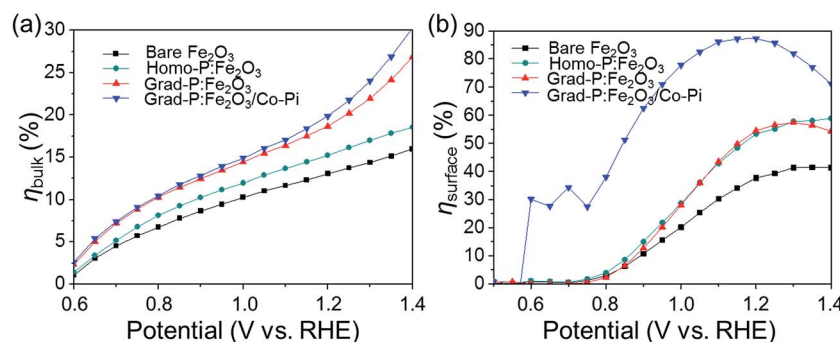 (a)
30
25
20
15
10
5
0
η_bulk (%)
Bare Fe₂O₃
Homo-P:Fe₂O₃
Grad-P:Fe₂O₃
Grad-P:Fe₂O₃/Co-Pi
0.6 0.8 1.0 1.2 1.4
Potential (V vs. RHE)
(b)
90
80
70
60
50
40
30
20
10
0
η_surface (%)
Bare Fe₂O₃
Homo-P:Fe₂O₃
Grad-P:Fe₂O₃
Grad-P:Fe₂O₃/Co-Pi
0.6 0.8 1.0 1.2 1.4
Potential (V vs. RHE)